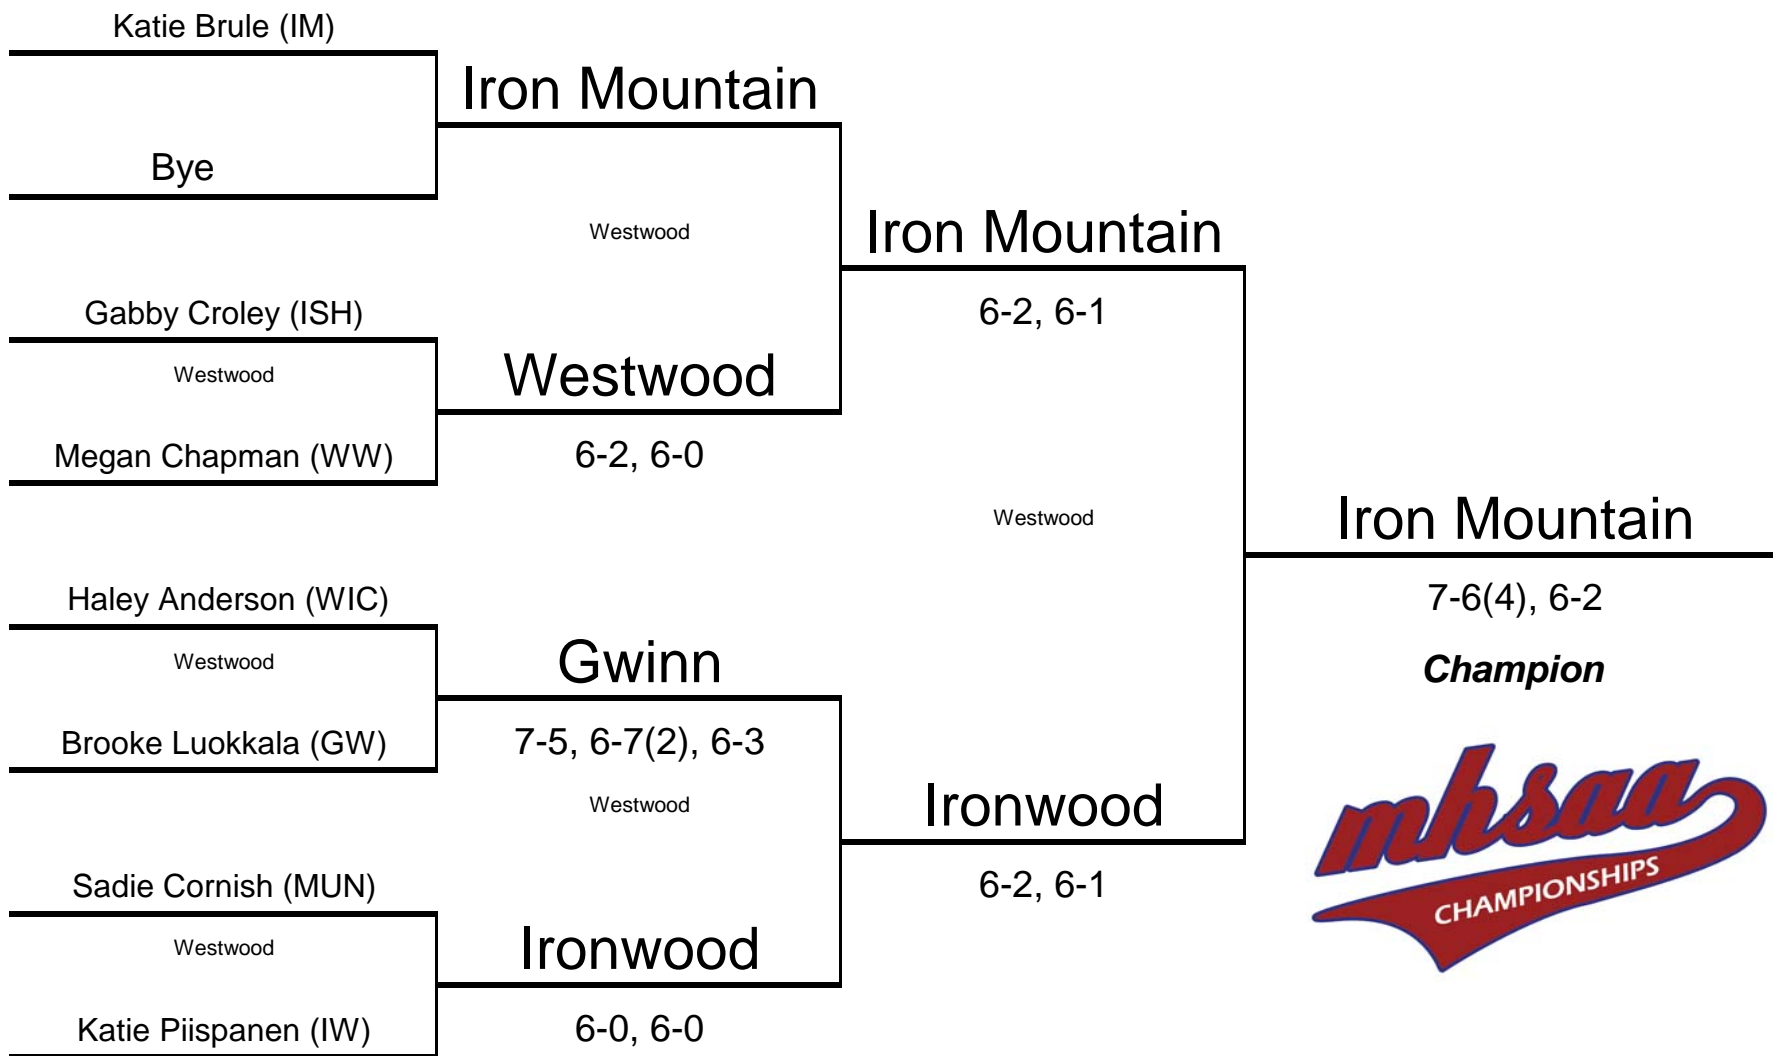 Katie Brule (IM)
Iron Mountain
Bye
Westwood
Iron Mountain
Gabby Croley (ISH)
6-2, 6-1
Westwood
Westwood
Megan Chapman (WW)
6-2, 6-0
Westwood
Iron Mountain
Haley Anderson (WIC)
7-6(4), 6-2
Westwood
Gwinn
Champion
Brooke Luokkala (GW)
7-5, 6-7(2), 6-3
Westwood
Ironwood
mhsaa
CHAMPIONSHIPS
Sadie Cornish (MUN)
6-2, 6-1
Westwood
Ironwood
Katie Piispanen (IW)
6-0, 6-0